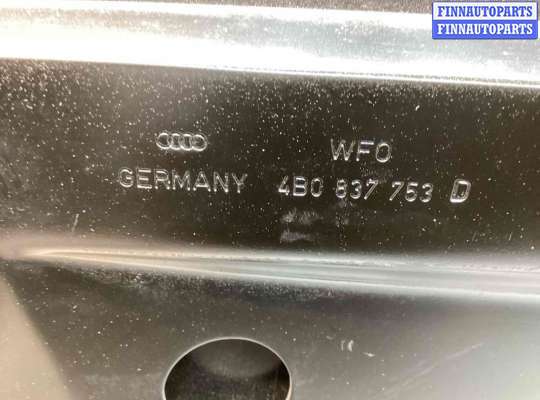 FINNAUTOPARTS
FINNAUTOPARTS
WFO
GERMANY 4B0 837 753 D